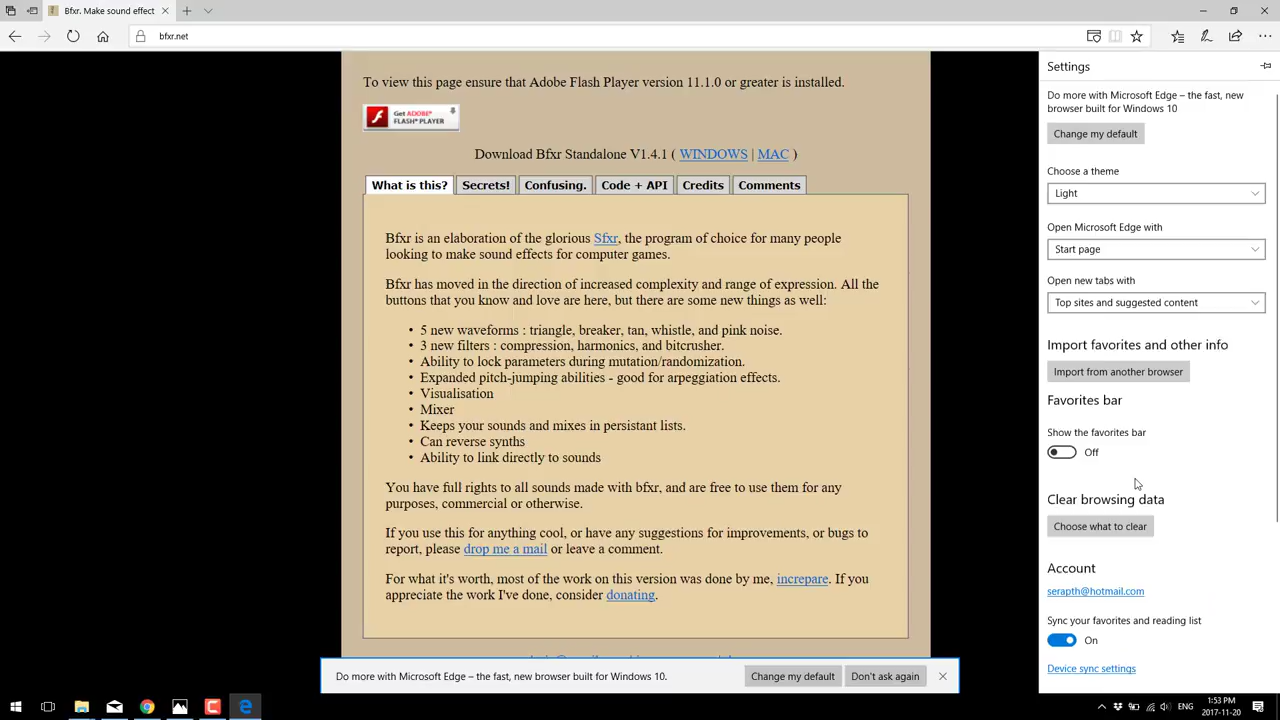 Bfxr. Make sound effect
bfxr.net
To view this page ensure that Adobe Flash Player version 11.1.0 or greater is installed.
Get ADOBE®
FLASH® PLAYER
Download Bfxr Standalone V1.4.1 ( WINDOWS | MAC )
What is this?
Secrets!
Confusing.
Code + API
Credits
Comments
Bfxr is an elaboration of the glorious Sfxr, the program of choice for many people
looking to make sound effects for computer games.
Bfxr has moved in the direction of increased complexity and range of expression. All the
buttons that you know and love are here, but there are some new things as well:
• 5 new waveforms : triangle, breaker, tan, whistle, and pink noise.
• 3 new filters : compression, harmonics, and bitcrusher.
• Ability to lock parameters during mutation/randomization.
• Expanded pitch-jumping abilities - good for arpeggiation effects.
• Visualisation
• Mixer
• Keeps your sounds and mixes in persistant lists.
• Can reverse synths
• Ability to link directly to sounds
You have full rights to all sounds made with bfxr, and are free to use them for any
purposes, commercial or otherwise.
If you use this for anything cool, or have any suggestions for improvements, or bugs to
report, please drop me a mail or leave a comment.
For what it's worth, most of the work on this version was done by me, increpare. If you
appreciate the work I've done, consider donating.
Do more with Microsoft Edge – the fast, new browser built for Windows 10.
Change my default
Don't ask again
Settings
Do more with Microsoft Edge – the fast, new
browser built for Windows 10
Change my default
Choose a theme
Light
Open Microsoft Edge with
Start page
Open new tabs with
Top sites and suggested content
Import favorites and other info
Import from another browser
Favorites bar
Show the favorites bar
Off
Clear browsing data
Choose what to clear
Account
serapth@hotmail.com
Sync your favorites and reading list
On
Device sync settings
ENG
1:53 PM
2017-11-20